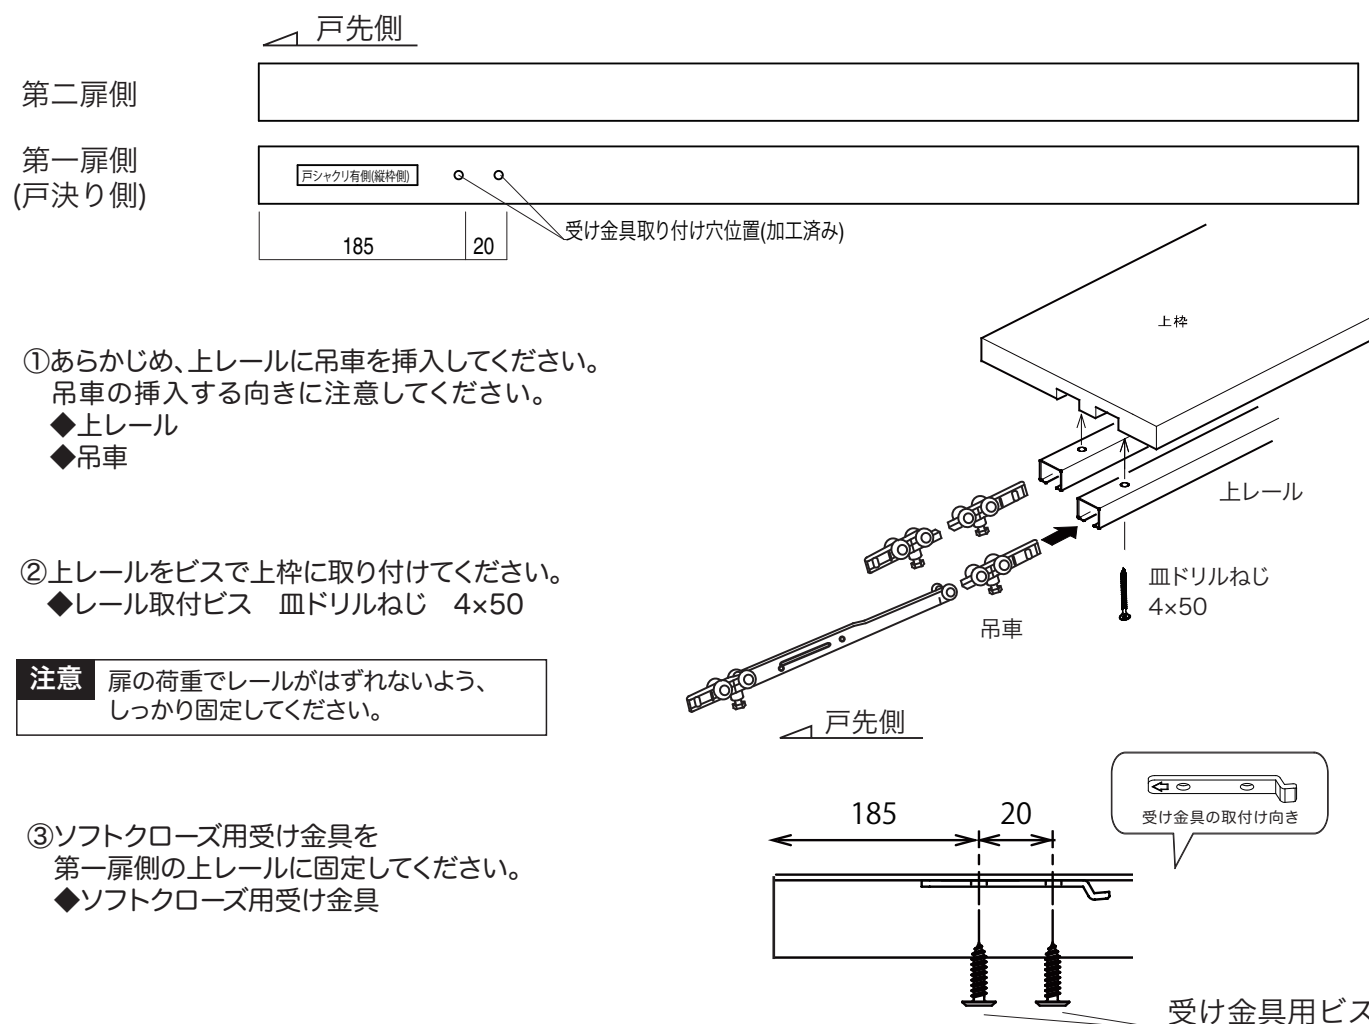 戸先側
第二扉側
第一扉側
(戸決り側)
戸シャクリ有側(縦枠側)
受け金具取り付け穴位置(加工済み)
185
20
上枠
①あらかじめ、上レールに吊車を挿入してください。
吊車の挿入する向きに注意してください。
◆上レール
◆吊車
上レール
②上レールをビスで上枠に取り付けてください。
◆レール取付ビス　皿ドリルねじ　4×50
皿ドリルねじ
4×50
吊車
注意 扉の荷重でレールがはずれないよう、
しっかり固定してください。
戸先側
受け金具の取付け向き
185
20
③ソフトクローズ用受け金具を
第一扉側の上レールに固定してください。
◆ソフトクローズ用受け金具
受け金具用ビス